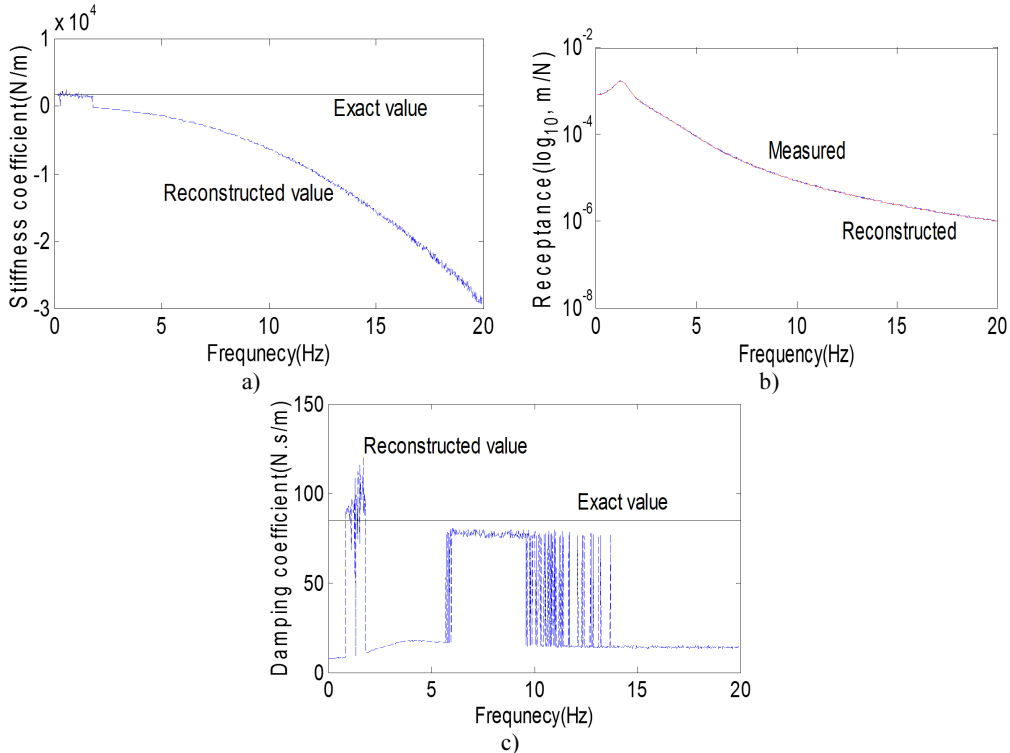 1 x 10^4
Stiffness coefficient(N/m)
0
-1
-2
-3
Exact value
Reconstructed value
0 5 10 15 20
Frequnecy(Hz)
a)
10^-2
10^-4
10^-6
10^-8
Receptance(log_10, m/N)
Measured
Reconstructed
0 5 10 15 20
Frequency(Hz)
b)
150
100
50
0
Damping coefficient(N.s/m)
Reconstructed value
Exact value
0 5 10 15 20
Frequnecy(Hz)
c)